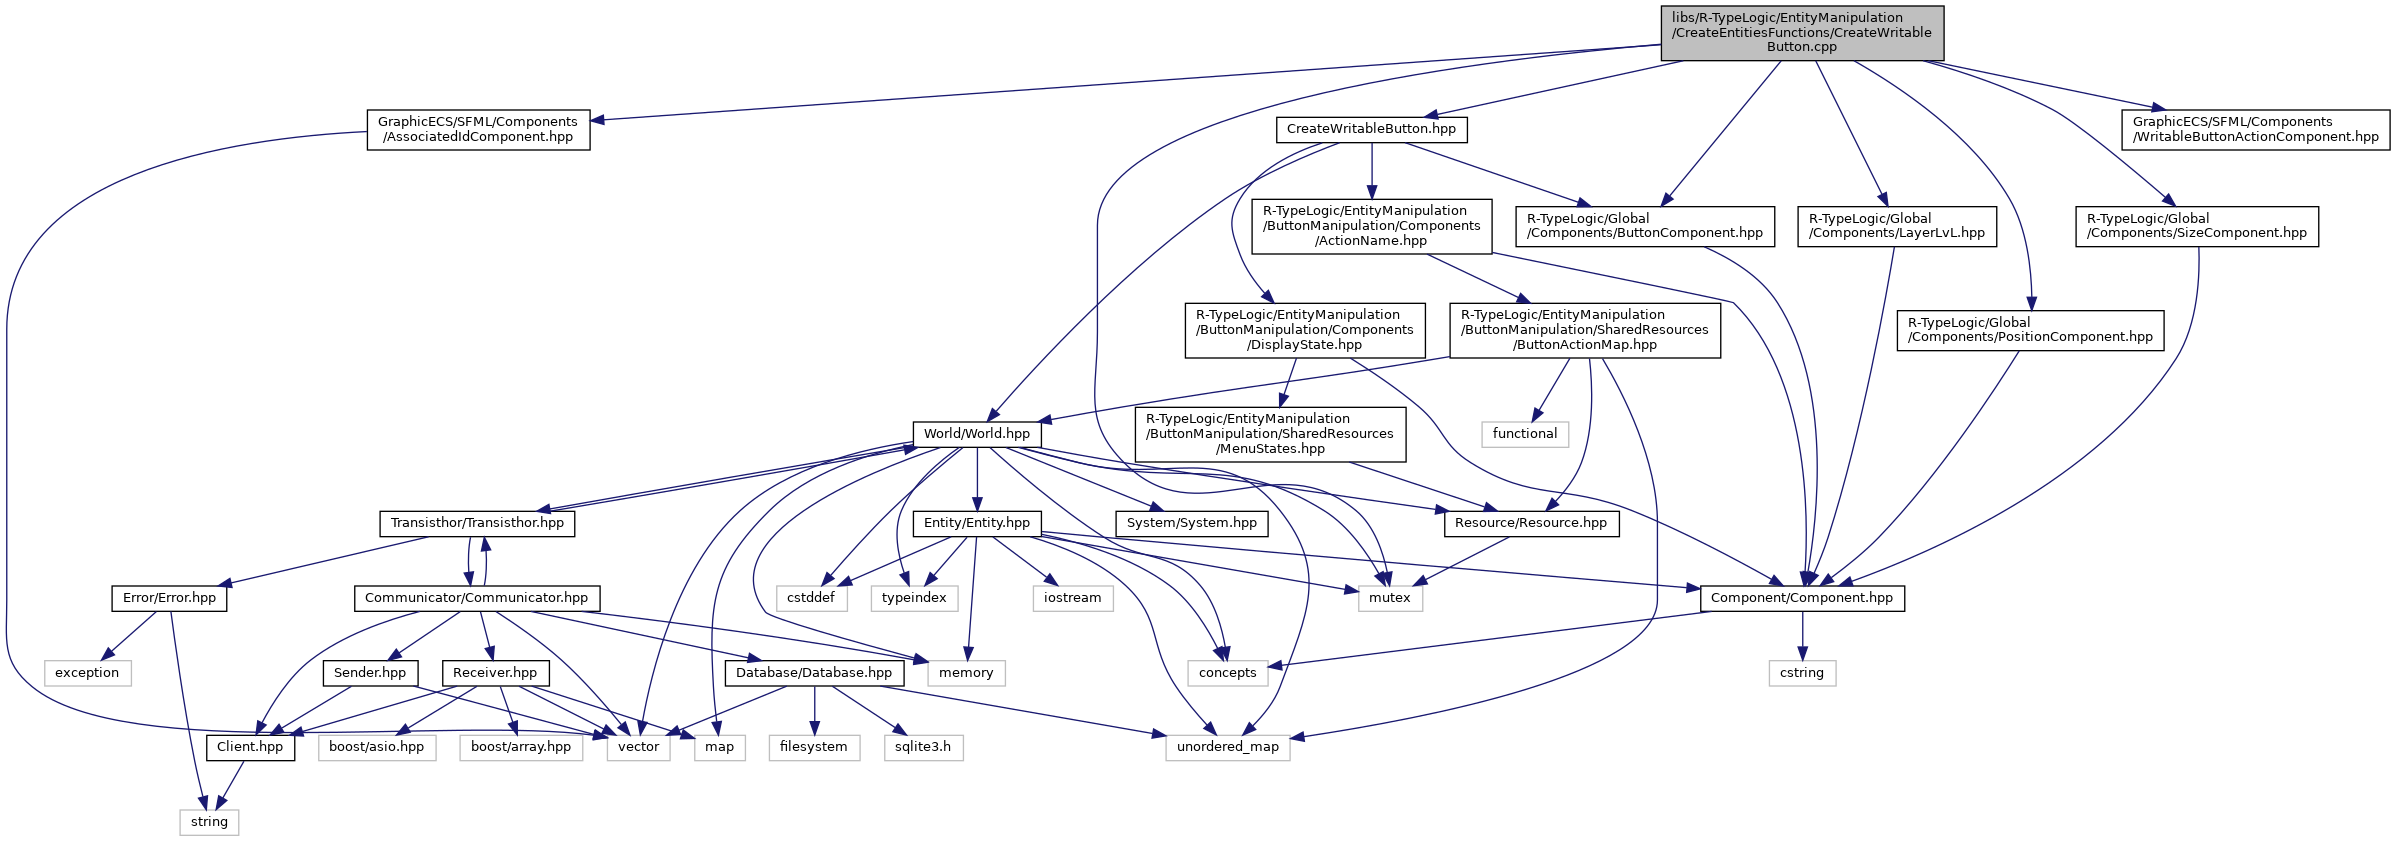 libs/R-TypeLogic/EntityManipulation
/CreateEntitiesFunctions/CreateWritable
Button.cpp
GraphicECS/SFML/Components
/AssociatedIdComponent.hpp
CreateWritableButton.hpp
GraphicECS/SFML/Components
/WritableButtonActionComponent.hpp
R-TypeLogic/EntityManipulation
/ButtonManipulation/Components
/ActionName.hpp
R-TypeLogic/Global
/Components/ButtonComponent.hpp
R-TypeLogic/Global
/Components/LayerLvL.hpp
R-TypeLogic/Global
/Components/SizeComponent.hpp
R-TypeLogic/EntityManipulation
/ButtonManipulation/Components
/DisplayState.hpp
R-TypeLogic/EntityManipulation
/ButtonManipulation/SharedResources
/ButtonActionMap.hpp
R-TypeLogic/Global
/Components/PositionComponent.hpp
World/World.hpp
R-TypeLogic/EntityManipulation
/ButtonManipulation/SharedResources
/MenuStates.hpp
functional
Transisthor/Transisthor.hpp
Entity/Entity.hpp
System/System.hpp
Resource/Resource.hpp
Error/Error.hpp
Communicator/Communicator.hpp
cstddef
typeindex
iostream
mutex
Component/Component.hpp
exception
Sender.hpp
Receiver.hpp
Database/Database.hpp
memory
concepts
cstring
Client.hpp
boost/asio.hpp
boost/array.hpp
vector
map
filesystem
sqlite3.h
unordered_map
string